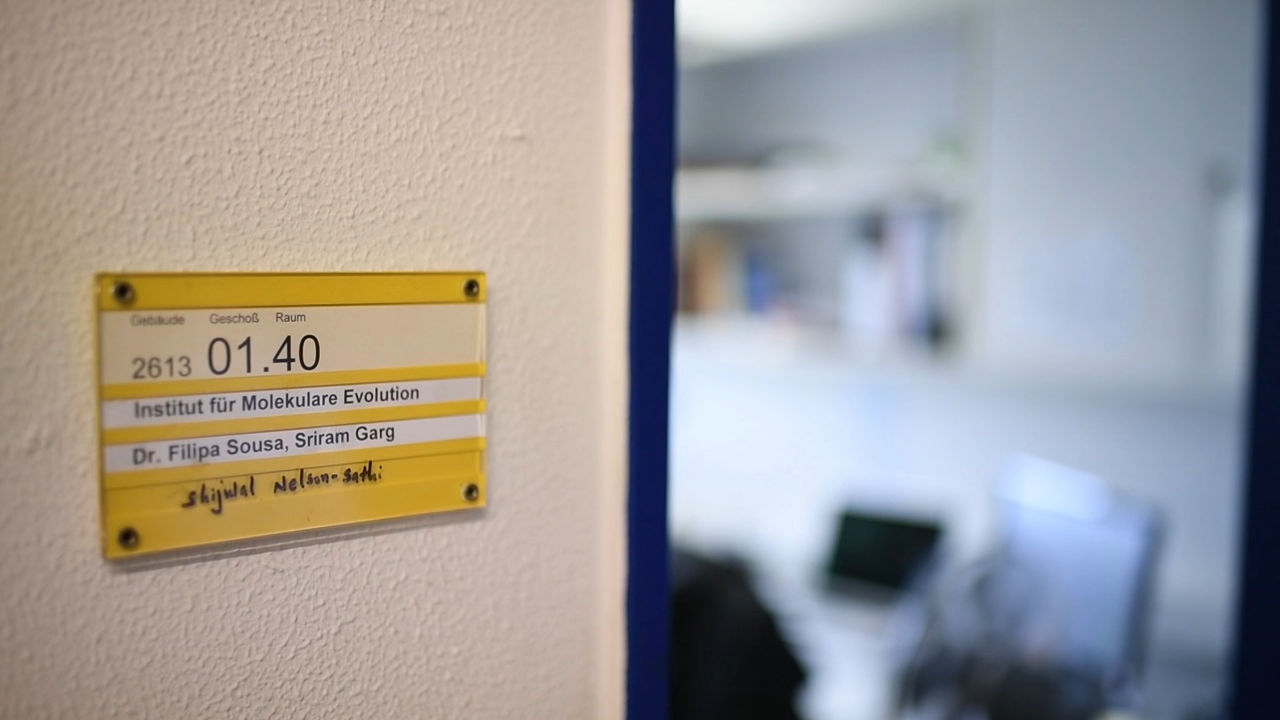 Gebäude Geschoß Raum
2613 01.40
Institut für Molekulare Evolution
Dr. Filipa Sousa, Sriram Garg
Shijulal Nelson-Sathi